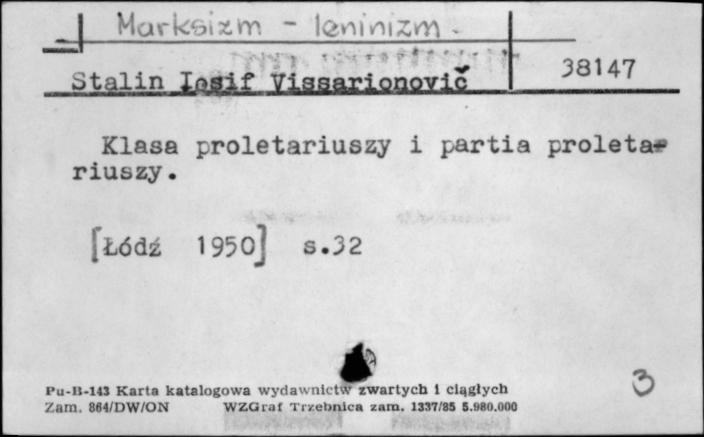 Marksizm - leninizm.
38147
Stalin Iosif Vissarionovič
Klasa proletariuszy i partia proleta-
riuszy.
[Łódź 1950] s.32
3
Pu-B-143 Karta katalogowa wydawnictw zwartych i ciągłych
Zam. 864/DW/ON WZGraf Trzebnica zam. 1337/85 5.980.000